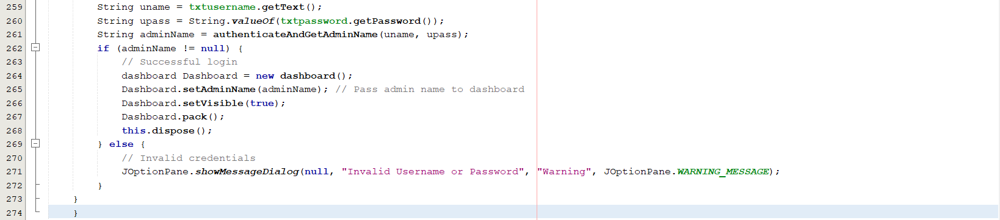 259 String uname = txtusername.getText();
260 String upass = String.valueOf(txtpassword.getPassword());
261 String adminName = authenticateAndGetAdminName(uname, upass);
262 if (adminName != null) {
263 // Successful login
264 dashboard Dashboard = new dashboard();
265 Dashboard.setAdminName(adminName); // Pass admin name to dashboard
266 Dashboard.setVisible(true);
267 Dashboard.pack();
268 this.dispose();
269 } else {
270 // Invalid credentials
271 JOptionPane.showMessageDialog(null, "Invalid Username or Password", "Warning", JOptionPane.WARNING_MESSAGE);
272 }
273 }
274 }